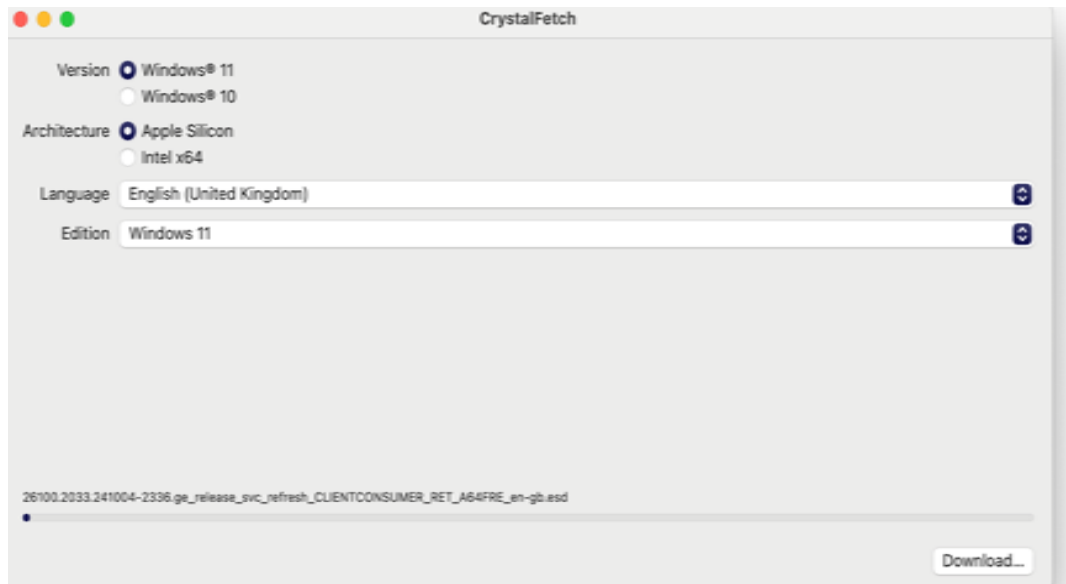 CrystalFetch
Version Windows® 11
Windows® 10
Architecture Apple Silicon
Intel x64
Language English (United Kingdom)
Edition Windows 11
26100.2033.241004-2336.ge_release_svc_refresh_CLIENTCONSUMER_RET_A64FRE_en-gb.esd
Download...